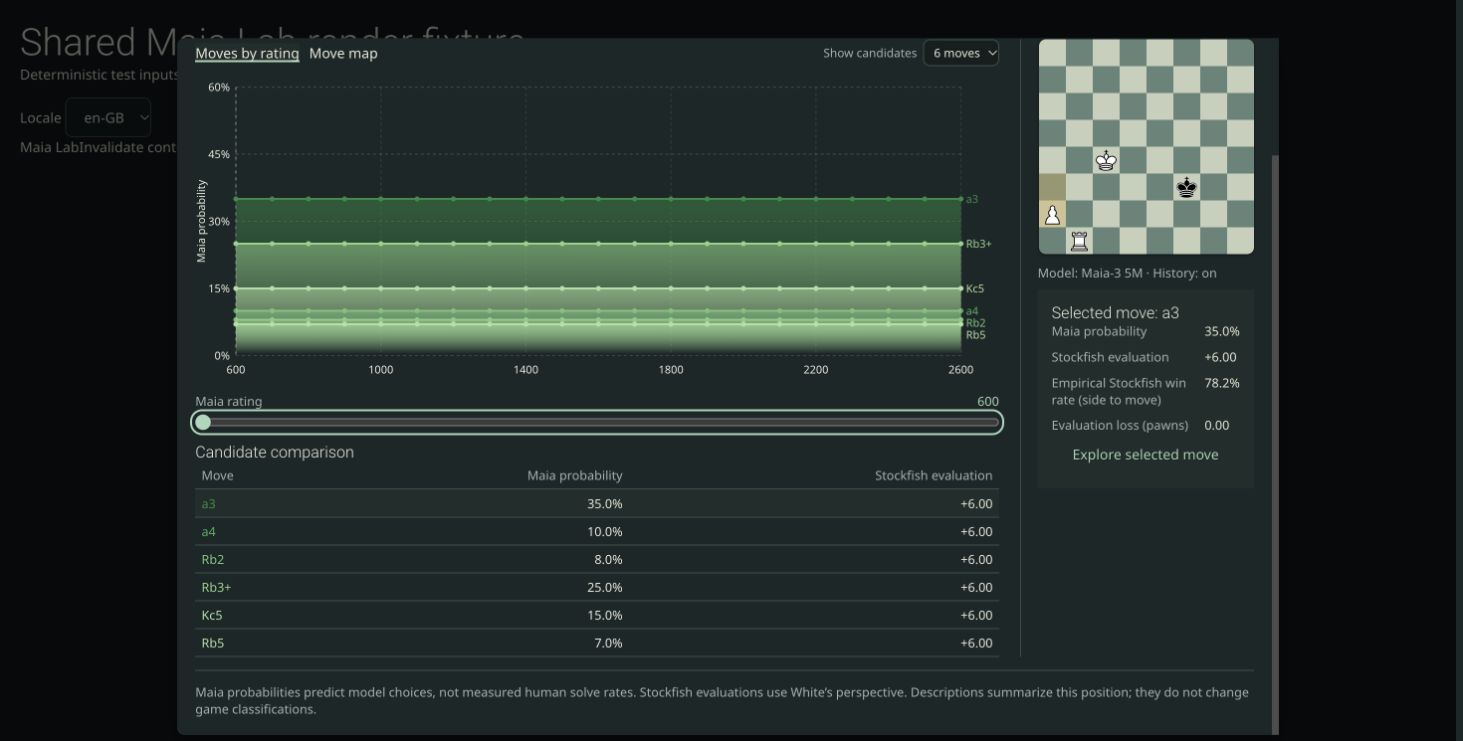 Shared Maia Lab render fixture
Deterministic test inputs
Locale en-GB
Maia LabInvalidate cont
Moves by rating Move map
Show candidates 6 moves
Maia probability
60%
45%
30%
15%
0%
a3
Rb3+
Kc5
a4
Rb2
Rb5
600 1000 1400 1800 2200 2600
Maia rating 600
Candidate comparison
Move Maia probability Stockfish evaluation
a3 35.0% +6.00
a4 10.0% +6.00
Rb2 8.0% +6.00
Rb3+ 25.0% +6.00
Kc5 15.0% +6.00
Rb5 7.0% +6.00
Model: Maia-3 5M · History: on
Selected move: a3
Maia probability 35.0%
Stockfish evaluation +6.00
Empirical Stockfish win 78.2%
rate (side to move)
Evaluation loss (pawns) 0.00
Explore selected move
Maia probabilities predict model choices, not measured human solve rates. Stockfish evaluations use White's perspective. Descriptions summarize this position; they do not change
game classifications.